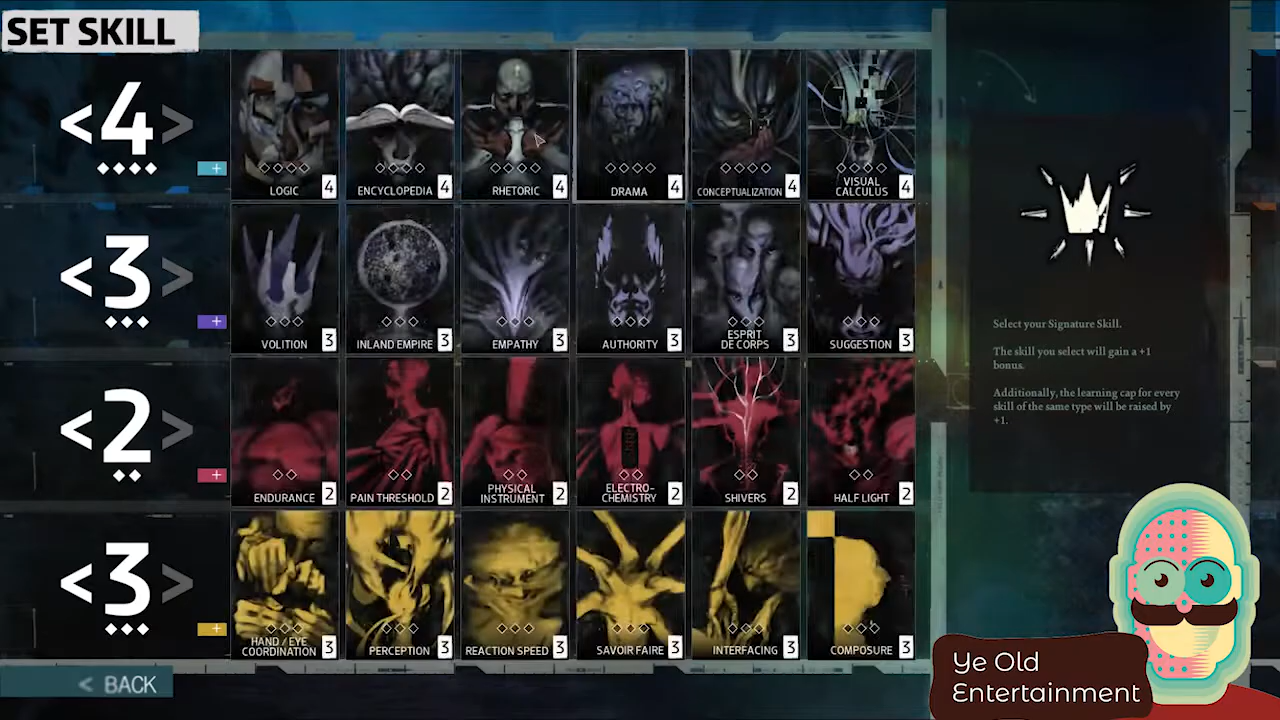 SET SKILL
<4>
LOGIC 4
ENCYCLOPEDIA 4
RHETORIC 4
DRAMA 4
CONCEPTUALIZATION 4
VISUAL
CALCULUS 4
<3>
VOLITION 3
INLAND EMPIRE 3
EMPATHY 3
AUTHORITY 3
ESPRIT
DE CORPS 3
SUGGESTION 3
<2>
ENDURANCE 2
PAIN THRESHOLD 2
PHYSICAL
INSTRUMENT 2
ELECTRO-
CHEMISTRY 2
SHIVERS 2
HALF LIGHT 2
<3>
HAND / EYE
COORDINATION 3
PERCEPTION 3
REACTION SPEED 3
SAVOIR FAIRE 3
INTERFACING 3
COMPOSURE 3
< BACK
Select your Signature Skill.
The skill you select will gain a +1
bonus.
Additionally, the learning cap for every
skill of the same type will be raised by
+1.
Ye Old
Entertainment